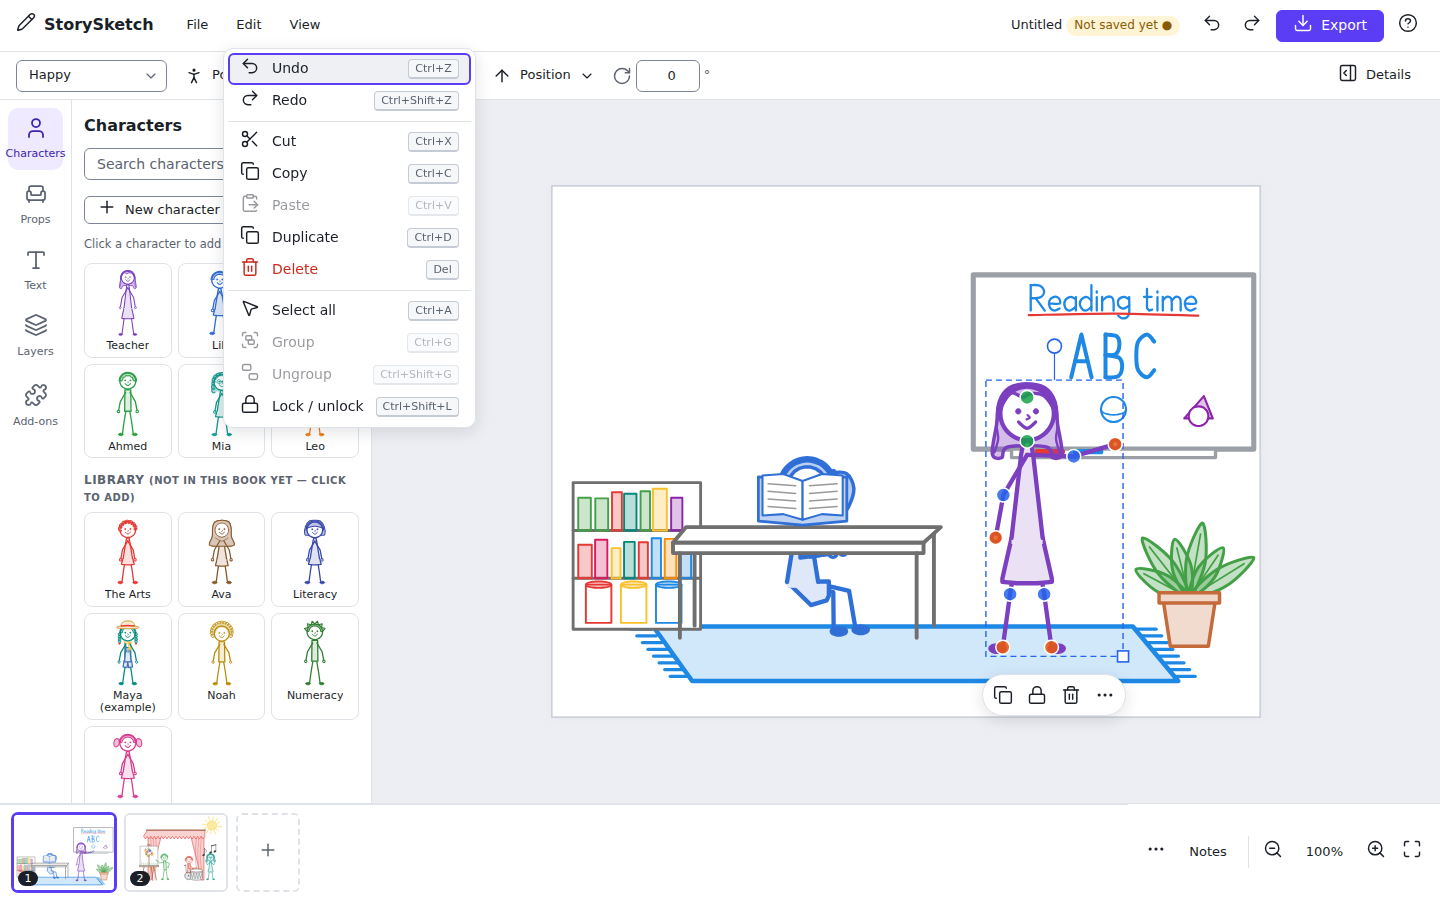 StorySketch File Edit View Untitled Not saved yet Export
Happy Position 0 ° Details
Undo Ctrl+Z
Redo Ctrl+Shift+Z
Cut Ctrl+X
Copy Ctrl+C
Paste Ctrl+V
Duplicate Ctrl+D
Delete Del
Select all Ctrl+A
Group Ctrl+G
Ungroup Ctrl+Shift+G
Lock / unlock Ctrl+Shift+L
Characters
Props
Text
Layers
Add-ons
Characters
Search characters
New character
Click a character to add
Teacher
Ahmed Mia Leo
LIBRARY (NOT IN THIS BOOK YET — CLICK
TO ADD)
The Arts Ava Literacy
Maya
(example)
Noah Numeracy
Reading time
ABC
1 2
Notes 100%